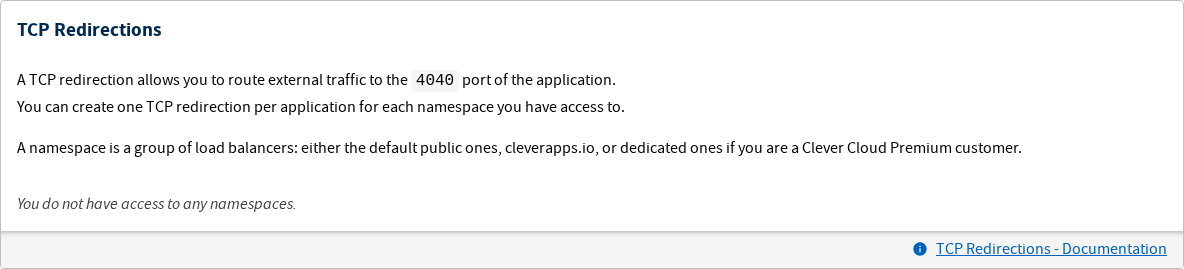 TCP Redirections
A TCP redirection allows you to route external traffic to the 4040 port of the application.
You can create one TCP redirection per application for each namespace you have access to.
A namespace is a group of load balancers: either the default public ones, cleverapps.io, or dedicated ones if you are a Clever Cloud Premium customer.
You do not have access to any namespaces.
TCP Redirections - Documentation